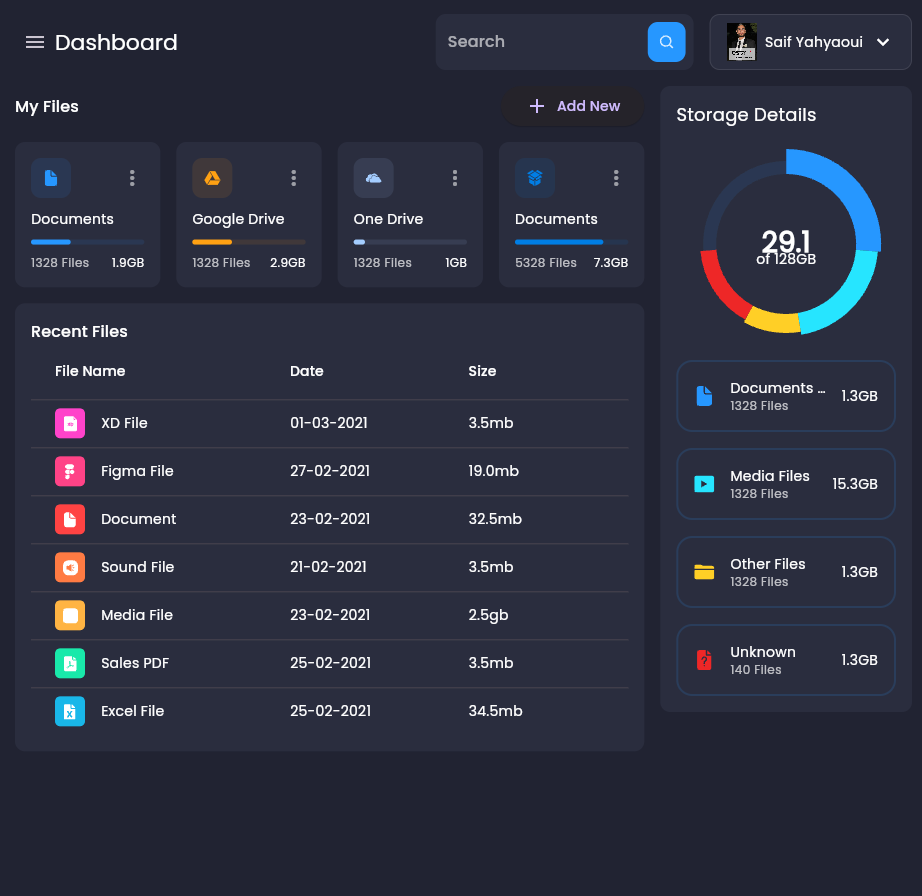 Dashboard
Search
Saif Yahyaoui
My Files
Add New
Documents
1328 Files 1.9GB
Google Drive
1328 Files 2.9GB
One Drive
1328 Files 1GB
Documents
5328 Files 7.3GB
Recent Files
File Name Date Size
XD File 01-03-2021 3.5mb
Figma File 27-02-2021 19.0mb
Document 23-02-2021 32.5mb
Sound File 21-02-2021 3.5mb
Media File 23-02-2021 2.5gb
Sales PDF 25-02-2021 3.5mb
Excel File 25-02-2021 34.5mb
Storage Details
29.1
of 128GB
Documents ... 1.3GB
1328 Files
Media Files 15.3GB
1328 Files
Other Files 1.3GB
1328 Files
Unknown 1.3GB
140 Files